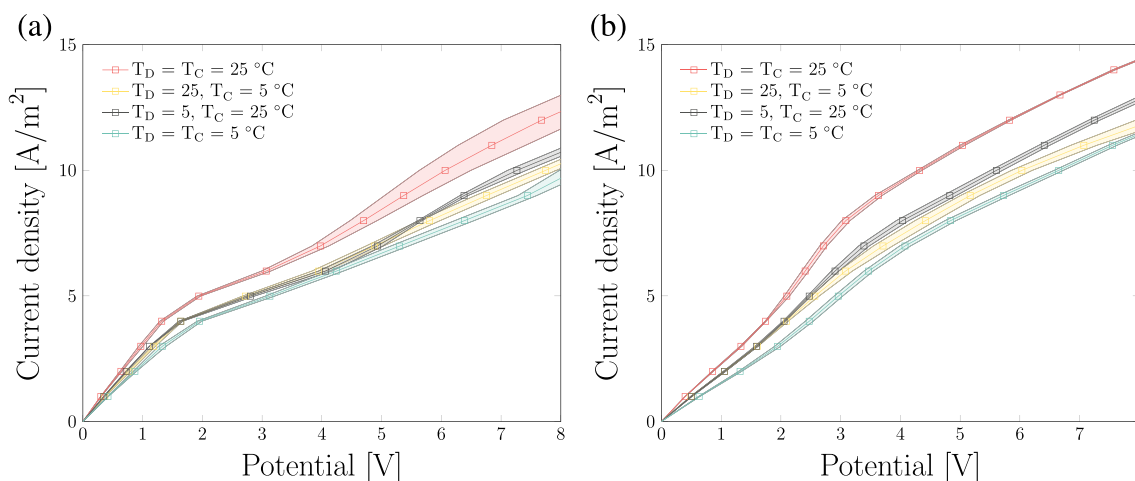 (a)
15
10
5
0
Current density [A/m²]
T_D = T_C = 25 °C
T_D = 25, T_C = 5 °C
T_D = 5, T_C = 25 °C
T_D = T_C = 5 °C
0 1 2 3 4 5 6 7 8
Potential [V]
(b)
15
10
5
0
Current density [A/m²]
T_D = T_C = 25 °C
T_D = 25, T_C = 5 °C
T_D = 5, T_C = 25 °C
T_D = T_C = 5 °C
0 1 2 3 4 5 6 7
Potential [V]